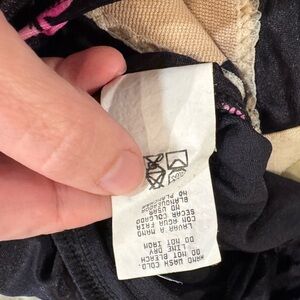 HAND WASH COLD.
DO NOT BLEACH
LINE DRY
DO NOT IRON
LAVAR A MANO
AGUA FRIA
SECAR COLGADO
NO USAR
BLANQUEADOR
NO PLANCHAR